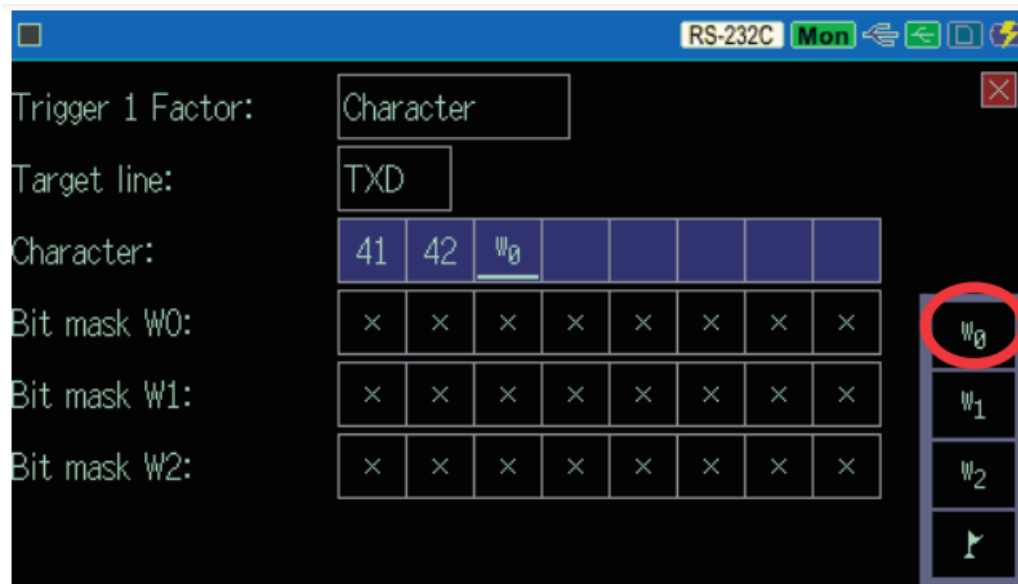 RS-232C Mon
Trigger 1 Factor: Character
Target line: TXD
Character: 41 42 W0
Bit mask W0: × × × × × × × ×
W0
Bit mask W1: × × × × × × × ×
W1
Bit mask W2: × × × × × × × ×
W2